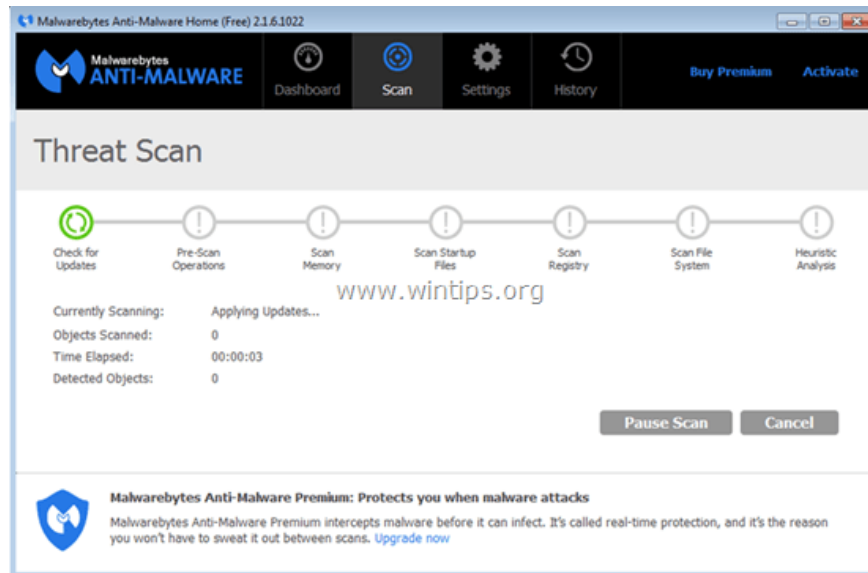 Malwarebytes Anti-Malware Home (Free) 2.1.6.1022
Malwarebytes
ANTI-MALWARE
Dashboard
Scan
Settings
History
Buy Premium
Activate
Threat Scan
Check for
Updates
Pre-Scan
Operations
Scan
Memory
Scan Startup
Files
Scan
Registry
Scan File
System
Heuristic
Analysis
www.wintips.org
Currently Scanning: Applying Updates...
Objects Scanned: 0
Time Elapsed: 00:00:03
Detected Objects: 0
Pause Scan
Cancel
Malwarebytes Anti-Malware Premium: Protects you when malware attacks
Malwarebytes Anti-Malware Premium intercepts malware before it can infect. It's called real-time protection, and it's the reason
you won't have to sweat it out between scans. Upgrade now